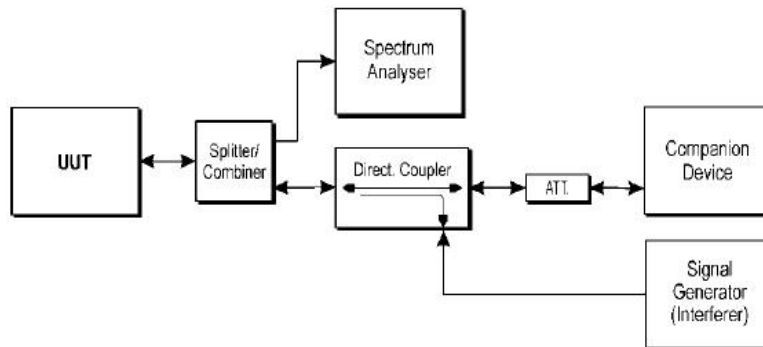 Spectrum
Analyser
UUT
Splitter/
Combiner
Direct. Coupler
ATT.
Companion
Device
Signal
Generator
(Interferer)